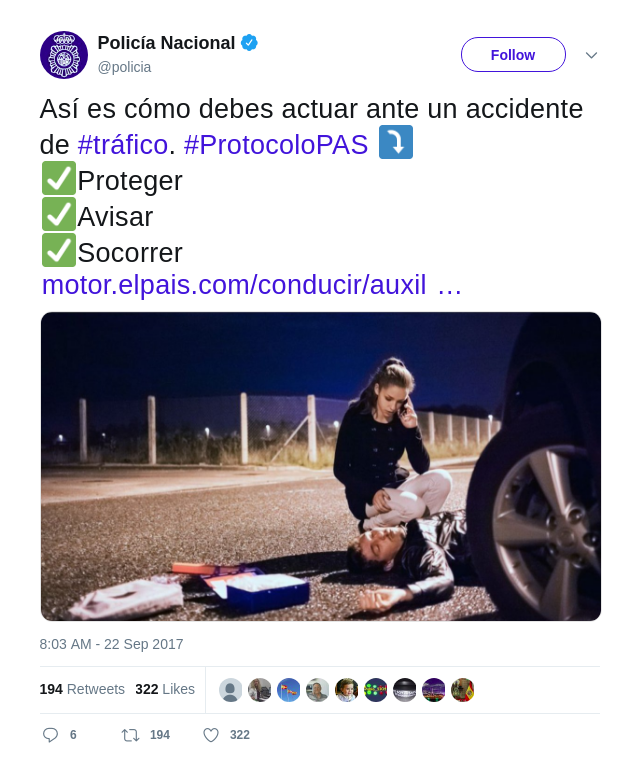 Policía Nacional
@policia
Follow
Así es cómo debes actuar ante un accidente
de #tráfico. #ProtocoloPAS
Proteger
Avisar
Socorrer
motor.elpais.com/conducir/auxil …
8:03 AM - 22 Sep 2017
194 Retweets 322 Likes
6 194 322